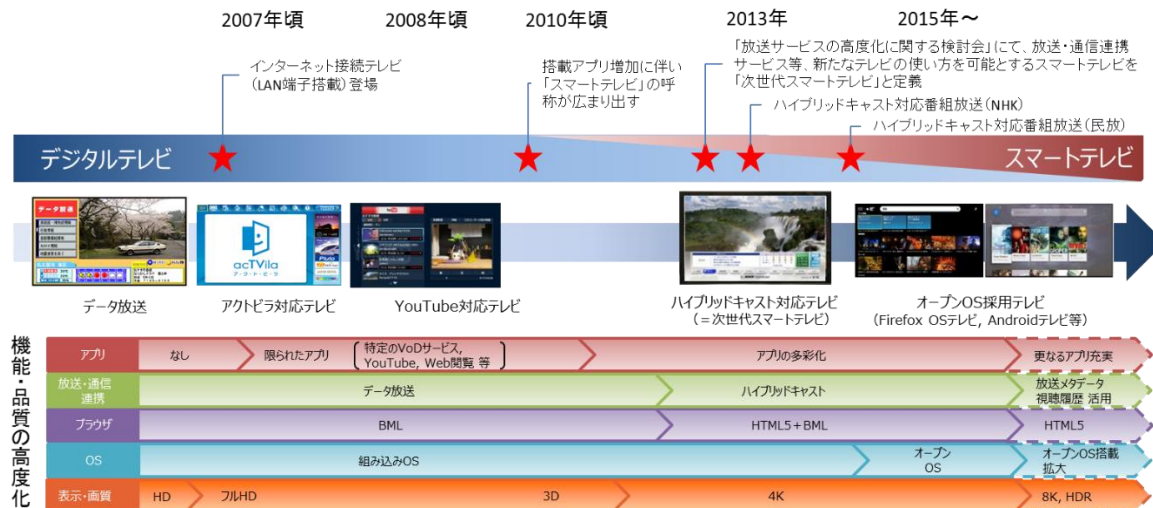 2007年頃
2008年頃
2010年頃
2013年
2015年～
インターネット接続テレビ
（LAN端子搭載）登場
搭載アプリ増加に伴い
「スマートテレビ」の呼
称が広まり出す
「放送サービスの高度化に関する検討会」にて、放送・通信連携
サービス等、新たなテレビの使い方を可能とするスマートテレビを
「次世代スマートテレビ」と定義
ハイブリッドキャスト対応番組放送（NHK）
ハイブリッドキャスト対応番組放送（民放）
デジタルテレビ
スマートテレビ
データ放送
acTVila
アクトビラ
データ放送
アクトビラ対応テレビ
YouTube対応テレビ
ハイブリッドキャスト対応テレビ
（＝次世代スマートテレビ）
オープンOS採用テレビ
(Firefox OSテレビ, Androidテレビ等)
機能・品質の高度化
アプリ
なし
限られたアプリ
特定のVoDサービス,
YouTube, Web閲覧 等
アプリの多彩化
更なるアプリ充実
放送・通信
連携
データ放送
ハイブリッドキャスト
放送メタデータ
視聴履歴 活用
ブラウザ
BML
HTML5＋BML
HTML5
OS
組み込みOS
オープン
OS
オープンOS搭載
拡大
表示・画質
HD
フルHD
3D
4K
8K, HDR